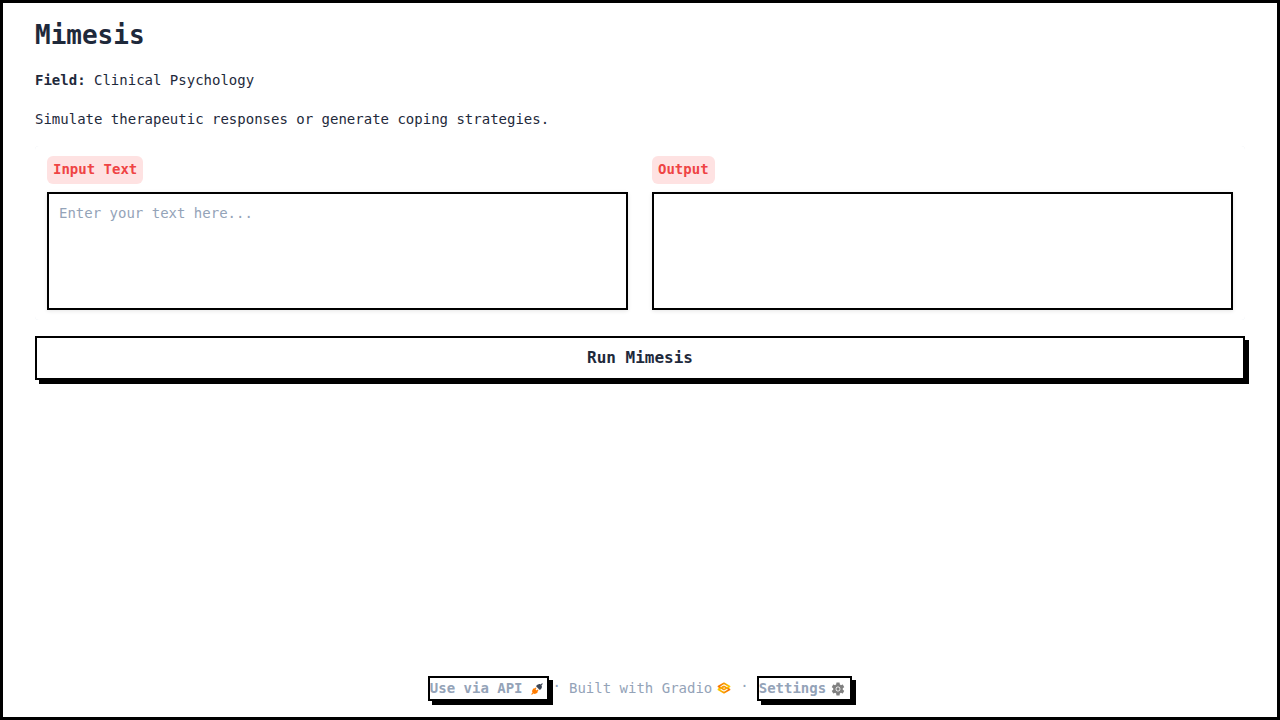 Mimesis
Field: Clinical Psychology
Simulate therapeutic responses or generate coping strategies.
Input Text
Output
Enter your text here...
Run Mimesis
Use via API · Built with Gradio · Settings